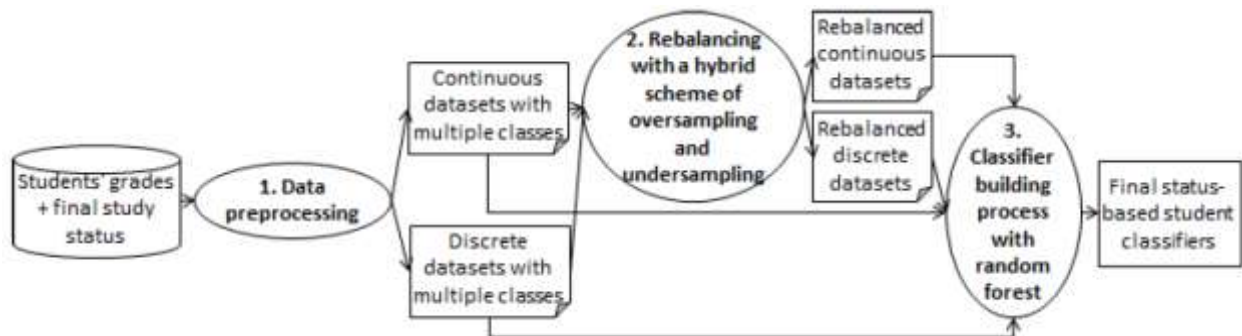 Students' grades
+ final study
status
1. Data
preprocessing
Continuous
datasets with
multiple classes
Discrete
datasets with
multiple classes
2. Rebalancing
with a hybrid
scheme of
oversampling
and
undersampling
Rebalanced
continuous
datasets
Rebalanced
discrete
datasets
3.
Classifier
building
process
with
random
forest
Final status-
based student
classifiers